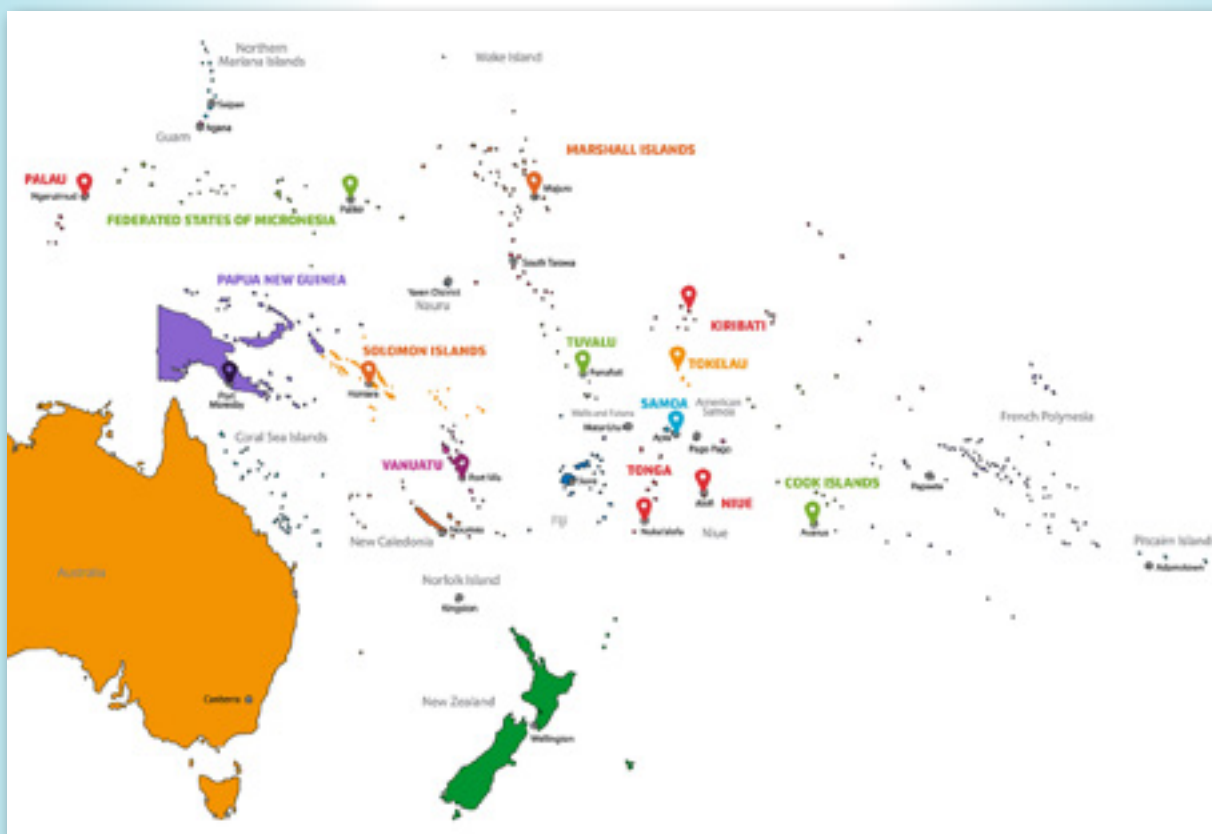 Northern
Mariana Islands
Wake Island
Saipan
Guam
Agana
MARSHALL ISLANDS
PALAU
Ngerulmud
Majuro
FEDERATED STATES OF MICRONESIA
Palikir
South Tarawa
PAPUA NEW GUINEA
Yaren District
Nauru
KIRIBATI
TUVALU
SOLOMON ISLANDS
TOKELAU
Funafuti
Port
Moresby
Honiara
SAMOA
American
Samoa
Wallis and Futuna
French Polynesia
Mata-Utu
Apia
Coral Sea Islands
Pago Pago
VANUATU
TONGA
Port Vila
Suva
COOK ISLANDS
Papeete
Alofi
NIUE
Fiji
Nuku'alofa
Niue
Avarua
Noumea
New Caledonia
Pitcairn Island
Adamstown
Australia
Norfolk Island
Kingston
Canberra
New Zealand
Wellington